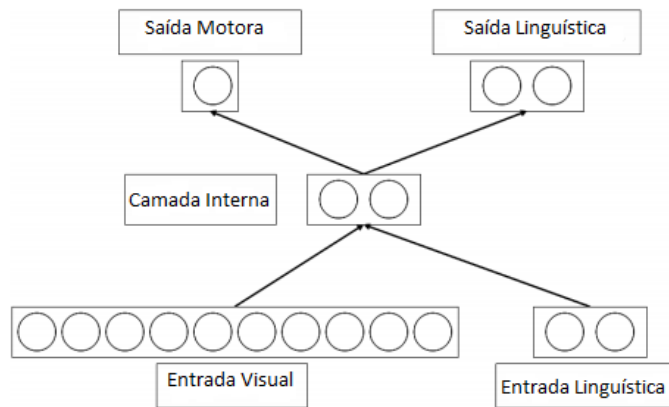 Saída Motora
Saída Linguística
Camada Interna
Entrada Visual
Entrada Linguística